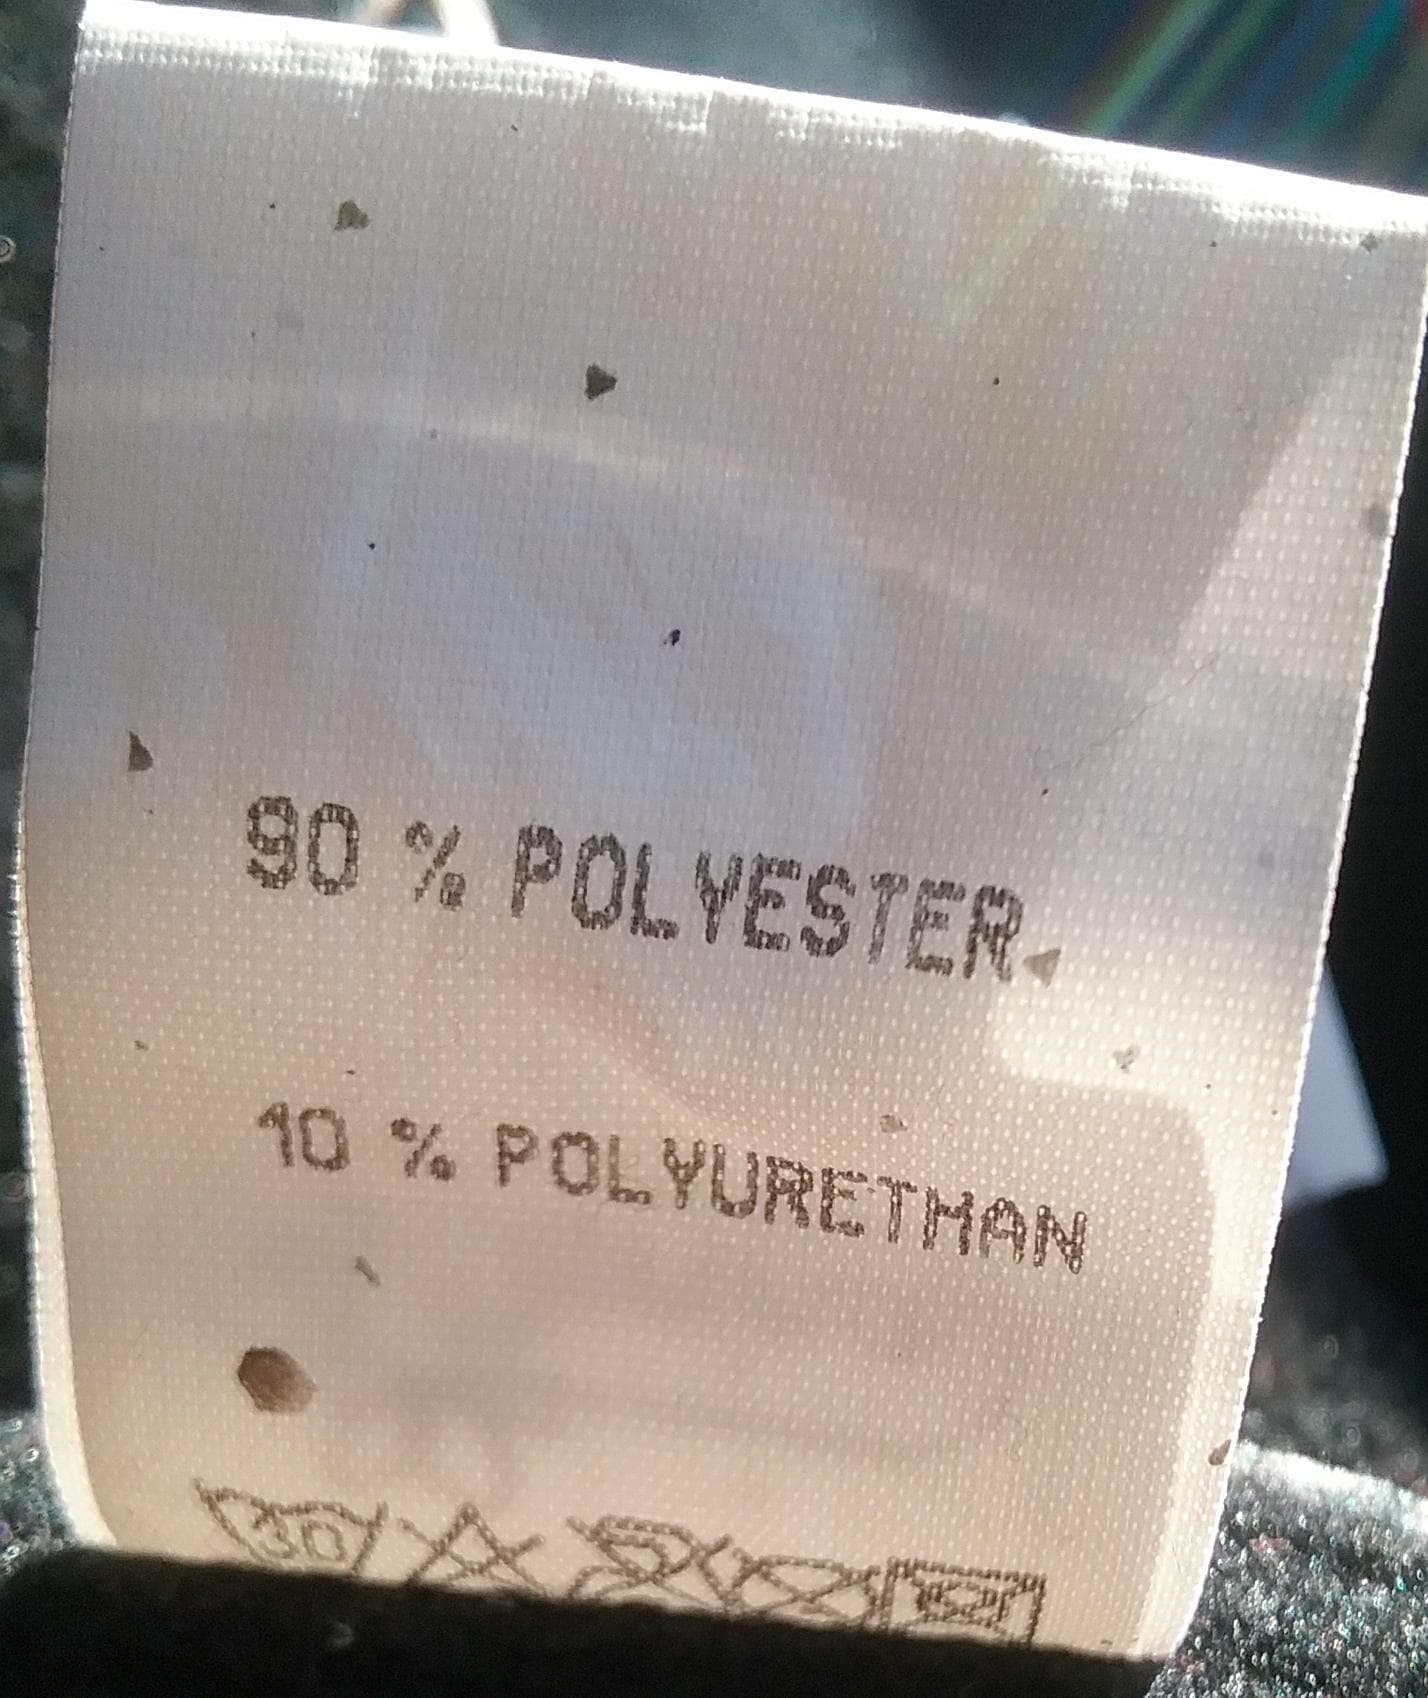 90 % POLYESTER
10 % POLYURETHAN
30